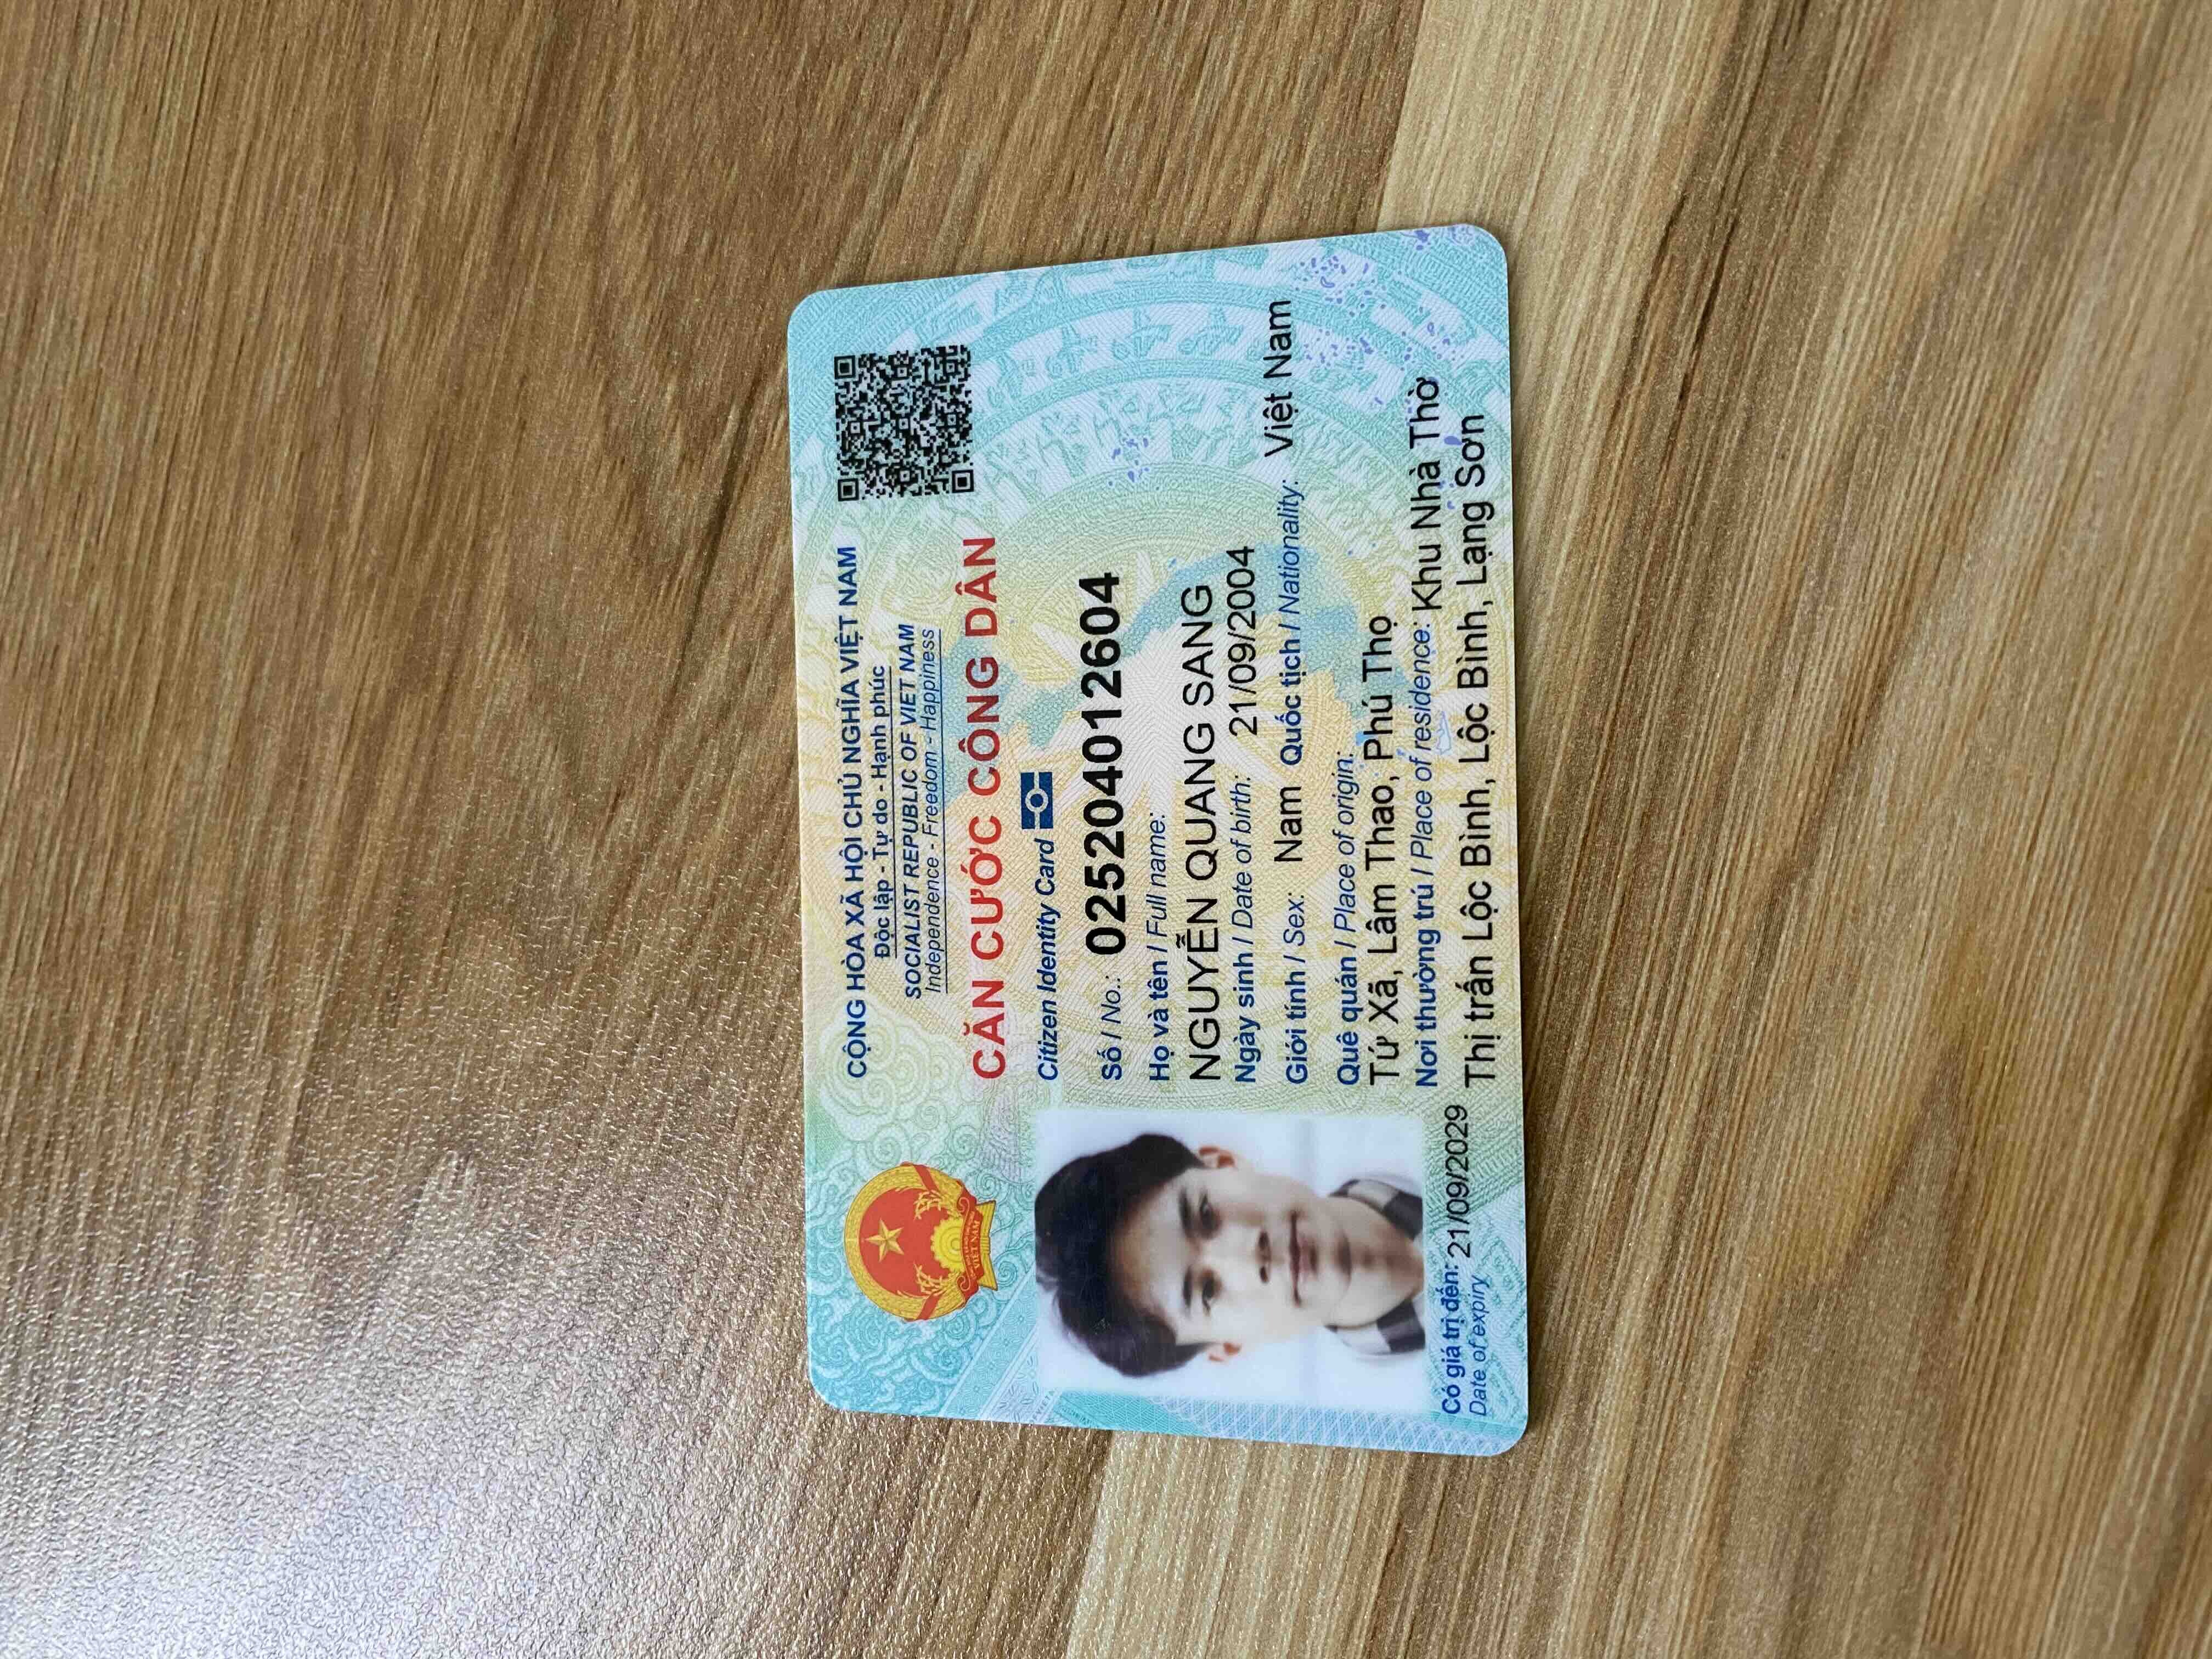 CỘNG HÒA XÃ HỘI CHỦ NGHĨA VIỆT NAM
Độc lập - Tự do - Hạnh phúc
SOCIALIST REPUBLIC OF VIET NAM
Independence - Freedom - Happiness
CĂN CƯỚC CÔNG DÂN
Citizen Identity Card
Số / No.: 025204012604
Họ và tên / Full name:
NGUYỄN QUANG SANG
Ngày sinh / Date of birth: 21/09/2004
Giới tính / Sex: Nam Quốc tịch / Nationality: Việt Nam
Quê quán / Place of origin:
Tứ Xã, Lâm Thao, Phú Thọ
Nơi thường trú / Place of residence: Khu Nhà Thờ
Thị trấn Lộc Bình, Lộc Bình, Lạng Sơn
Có giá trị đến: 21/09/2029
Date of expiry
VIỆT NAM